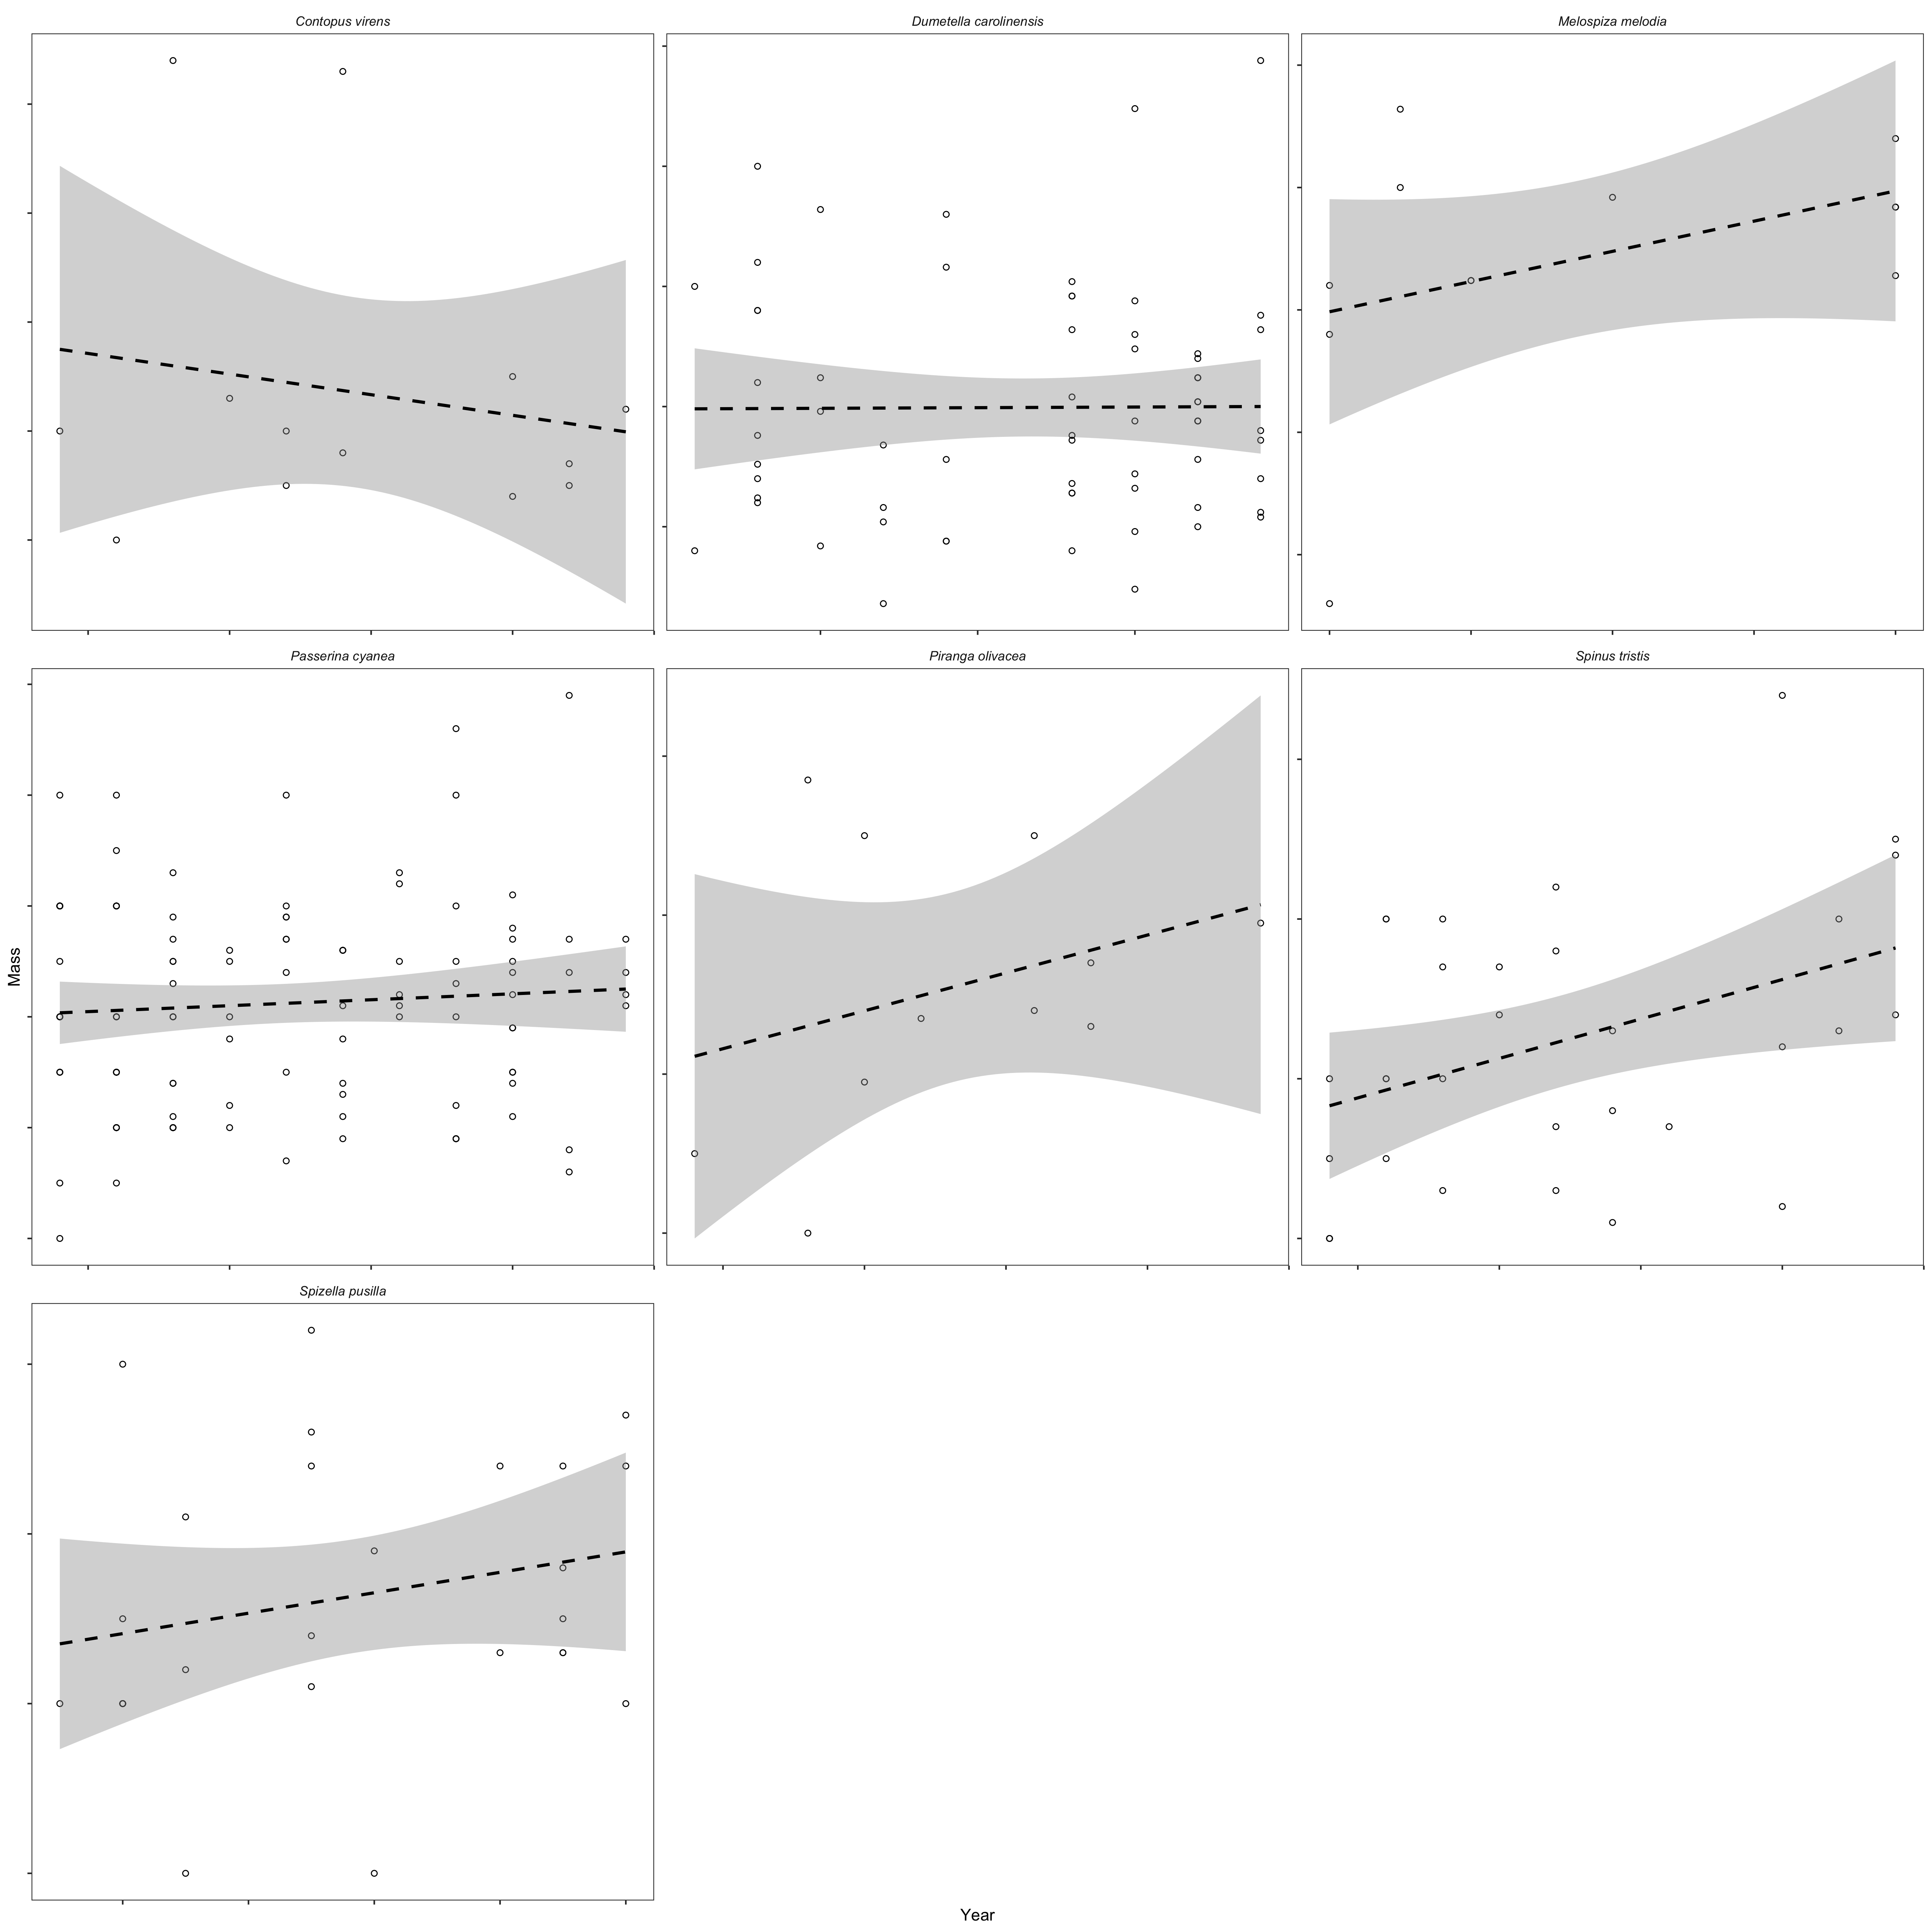 Contopus virens
Dumetella carolinensis
Melospiza melodia
Passerina cyanea
Piranga olivacea
Spinus tristis
Mass
Spizella pusilla
Year